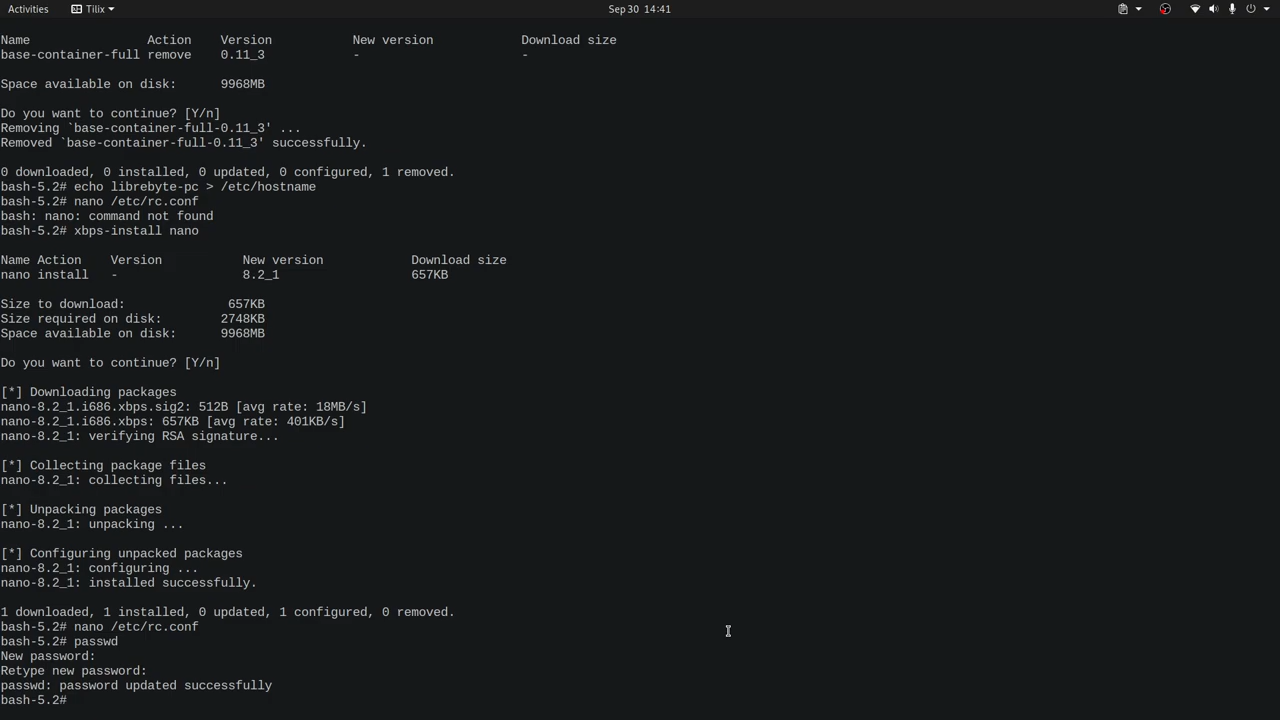 Activities Tilix Sep 30 14:41
Name Action Version New version Download size
base-container-full remove 0.11_3 - -
Space available on disk: 9968MB
Do you want to continue? [Y/n]
Removing `base-container-full-0.11_3' ...
Removed `base-container-full-0.11_3' successfully.
0 downloaded, 0 installed, 0 updated, 0 configured, 1 removed.
bash-5.2# echo librebyte-pc > /etc/hostname
bash-5.2# nano /etc/rc.conf
bash: nano: command not found
bash-5.2# xbps-install nano
Name Action Version New version Download size
nano install - 8.2_1 657KB
Size to download: 657KB
Size required on disk: 2748KB
Space available on disk: 9968MB
Do you want to continue? [Y/n]
[*] Downloading packages
nano-8.2_1.i686.xbps.sig2: 512B [avg rate: 18MB/s]
nano-8.2_1.i686.xbps: 657KB [avg rate: 401KB/s]
nano-8.2_1: verifying RSA signature...
[*] Collecting package files
nano-8.2_1: collecting files...
[*] Unpacking packages
nano-8.2_1: unpacking ...
[*] Configuring unpacked packages
nano-8.2_1: configuring ...
nano-8.2_1: installed successfully.
1 downloaded, 1 installed, 0 updated, 1 configured, 0 removed.
bash-5.2# nano /etc/rc.conf
bash-5.2# passwd
New password:
Retype new password:
passwd: password updated successfully
bash-5.2#